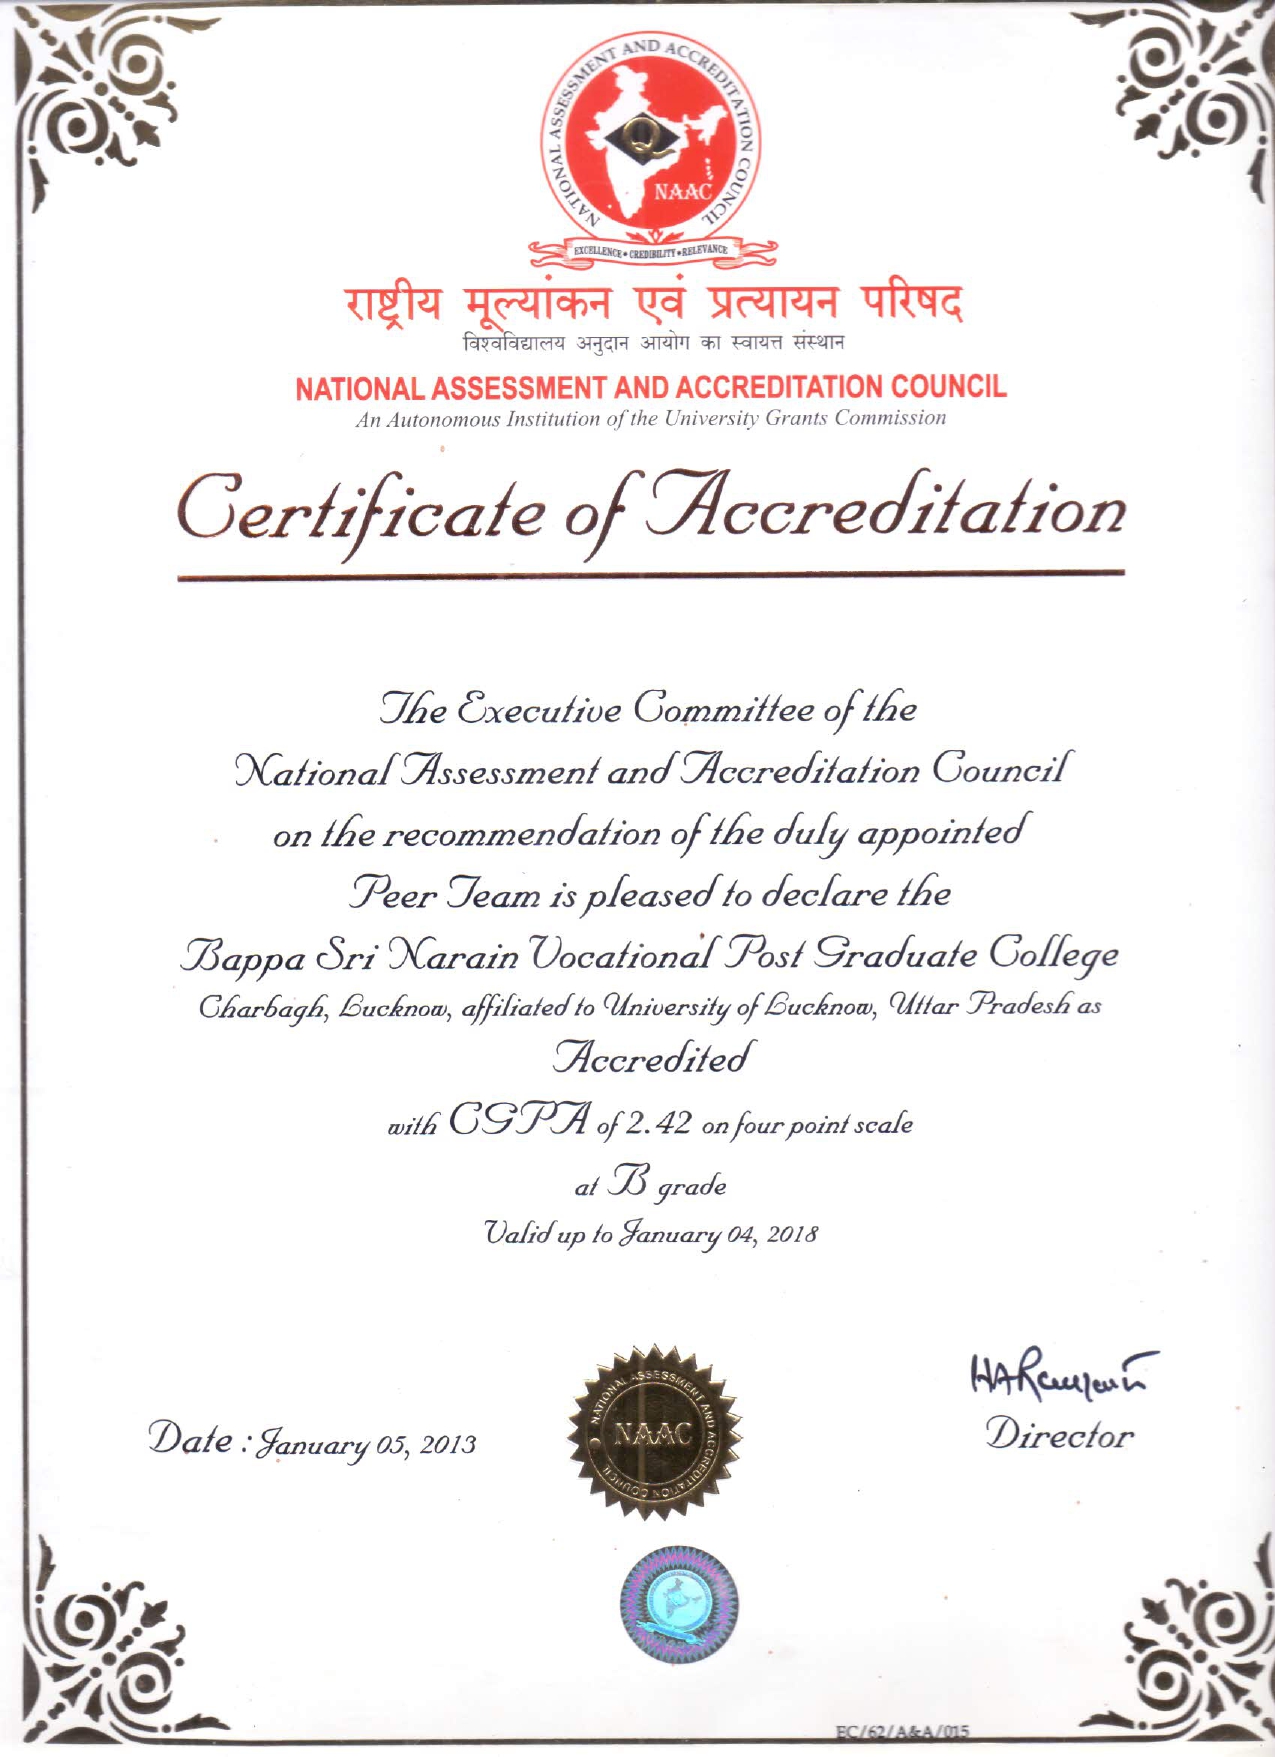 NATIONAL ASSESSMENT AND ACCREDITATION COUNCIL
Q
NAAC
EXCELLENCE • CREDIBILITY • RELEVANCE
राष्ट्रीय मूल्यांकन एवं प्रत्यायन परिषद
विश्वविद्यालय अनुदान आयोग का स्वायत्त संस्थान
NATIONAL ASSESSMENT AND ACCREDITATION COUNCIL
An Autonomous Institution of the University Grants Commission
Certificate of Accreditation
The Executive Committee of the
National Assessment and Accreditation Council
on the recommendation of the duly appointed
Peer Team is pleased to declare the
Bappa Sri Narain Vocational Post Graduate College
Charbagh, Lucknow, affiliated to University of Lucknow, Uttar Pradesh as
Accredited
with CGPA of 2.42 on four point scale
at B grade
Valid up to January 04, 2018
Date : January 05, 2013
NATIONAL ASSESSMENT AND ACCREDITATION COUNCIL
NAAC
Director
EC/62/A&A/015